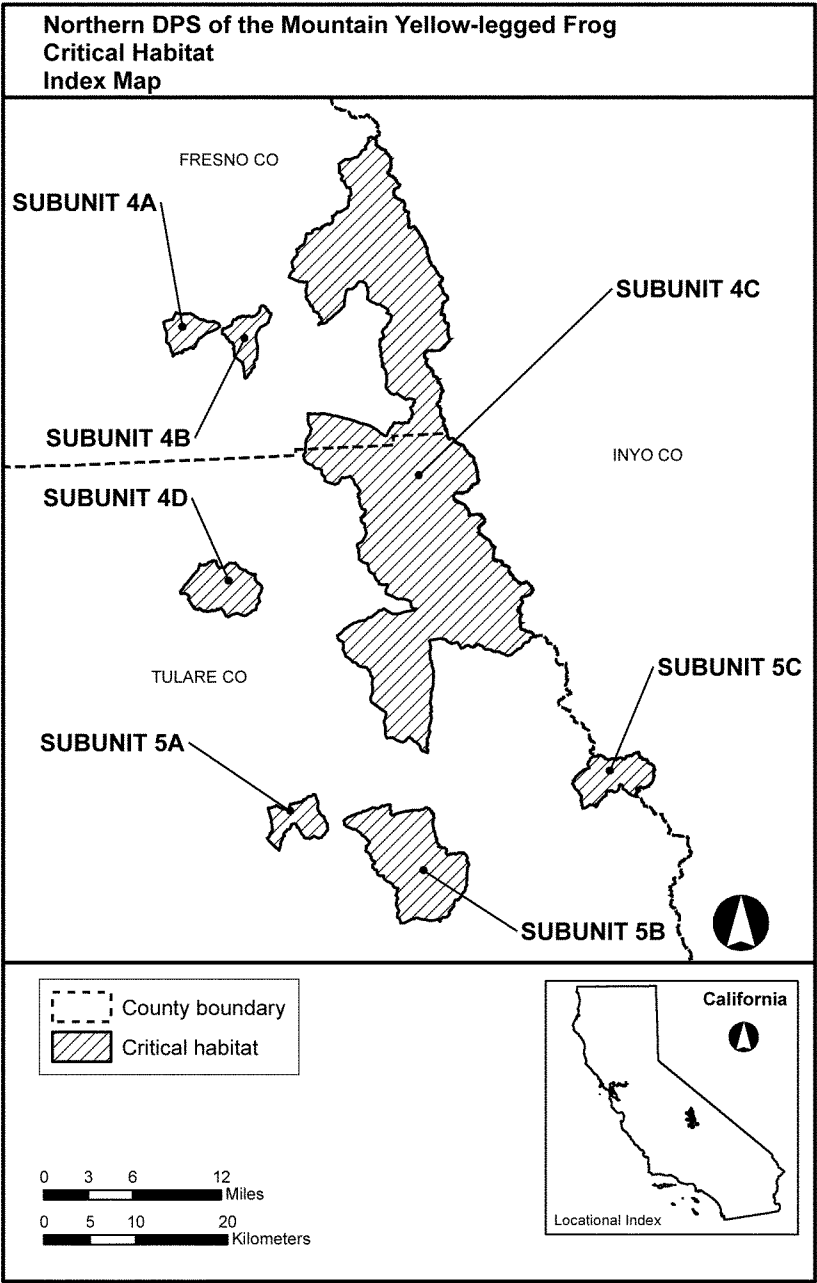 Northern DPS of the Mountain Yellow-legged Frog
Critical Habitat
Index Map
FRESNO CO
SUBUNIT 4A
SUBUNIT 4C
SUBUNIT 4B
INYO CO
SUBUNIT 4D
SUBUNIT 5C
TULARE CO
SUBUNIT 5A
SUBUNIT 5B
County boundary
Critical habitat
California
Locational Index
0 3 6 12
Miles
0 5 10 20
Kilometers